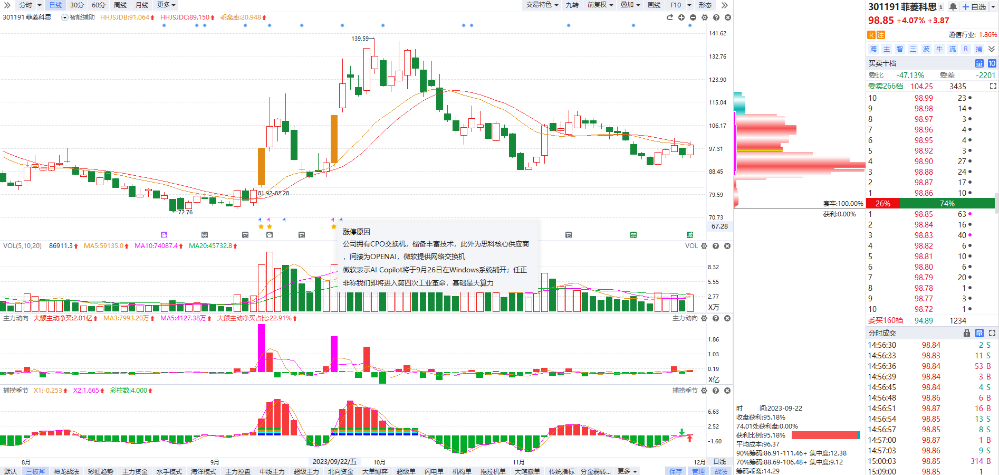 分时 日线 30分 60分 周线 月线 更多 交易特色 九转 前复权 叠加 画线 F10 形态
301191 菲菱科思 智能辅助 HHJSJDB:91.064 HHJSJDC:89.150 乖离率:20.948
141.62
132.76
123.90
115.04
106.17
97.31
88.45
79.59
70.73
67.28
139.59
81.92-82.28
72.76
涨停原因
公司拥有CPO交换机，储备丰富技术，此外为思科核心供应商
，间接为OPENAI，微软提供网络交换机
微软表示AI Copilot将于9月26日在Windows系统铺开；任正
非称我们即将进入第四次工业革命，基础是大算力
VOL(5,10,20) 86911.3 MA5:59135.0 MA10:74087.4 MA20:45732.8 VOL
8.32
5.55
2.77
X万
主力动向 大额主动净买:2.01亿 MA3:7993.20万 MA5:4127.38万 大额主动净买占比:22.91% 主力动向
1.86
1.03
0.19
X亿
捕捞季节 X1:-0.253 X2:1.665 彩柱数:4.000 捕捞季节
6.63
2.52
-1.60
8月 9月 2023/09/22/五 10月 11月 12月 日线
默认 三板斧 神龙战法 彩虹趋势 主力资金 水手模式 海洋模式 主力控盘 中线主力 超级主力 北向资金 大单博弈 超级单 闪电单 机构单 拖拉机单 大笔撤单 传统指标 分金弱转... 更多 保存 管理 战法
套牢:100.00%
获利:0.00%
时 间:2023-09-22
收盘获利:95.18%
74.01处获利盘:0.00%
获利比例:95.18%
平均成本:96.37
90%筹码:86.91-111.46+ 集中度:12.38
70%筹码:88.69-106.48+ 集中度:9.12
筹码乖离:14.29
301191 菲菱科思 自选
98.85 +4.07% +3.87
R 注 通信行业: 1.86%
海 主 智 三 波 牛 流 R 捕
买卖十档 量 10
委比 -47.13% 委差 -2201
委卖266档 104.25 3435
10 98.99 23
9 98.98 14
8 98.97 3
7 98.96 4
6 98.95 4
5 98.92 3
4 98.90 27
3 98.88 24
2 98.87 17
1 98.86 10
26% 74%
1 98.85 63
2 98.84 16
3 98.83 40
4 98.82 6
5 98.81 10
6 98.80 6
7 98.79 20
8 98.78 1
9 98.77 3
10 98.72 1
委买160档 94.89 1234
分时成交 量
14:56:30 98.84 2 S
14:56:33 98.83 11 S
14:56:36 98.84 53 B
14:56:39 98.84 3 B
14:56:45 98.84 4 S
14:56:48 98.86 6 B
14:56:51 98.87 16 B
14:56:54 98.85 13 S
14:56:57 98.85 8 S
14:57:00 98.87 1 B
14:57:03 98.86 9 S
15:00:03 98.85 314 B
15:09:00 98.85 1